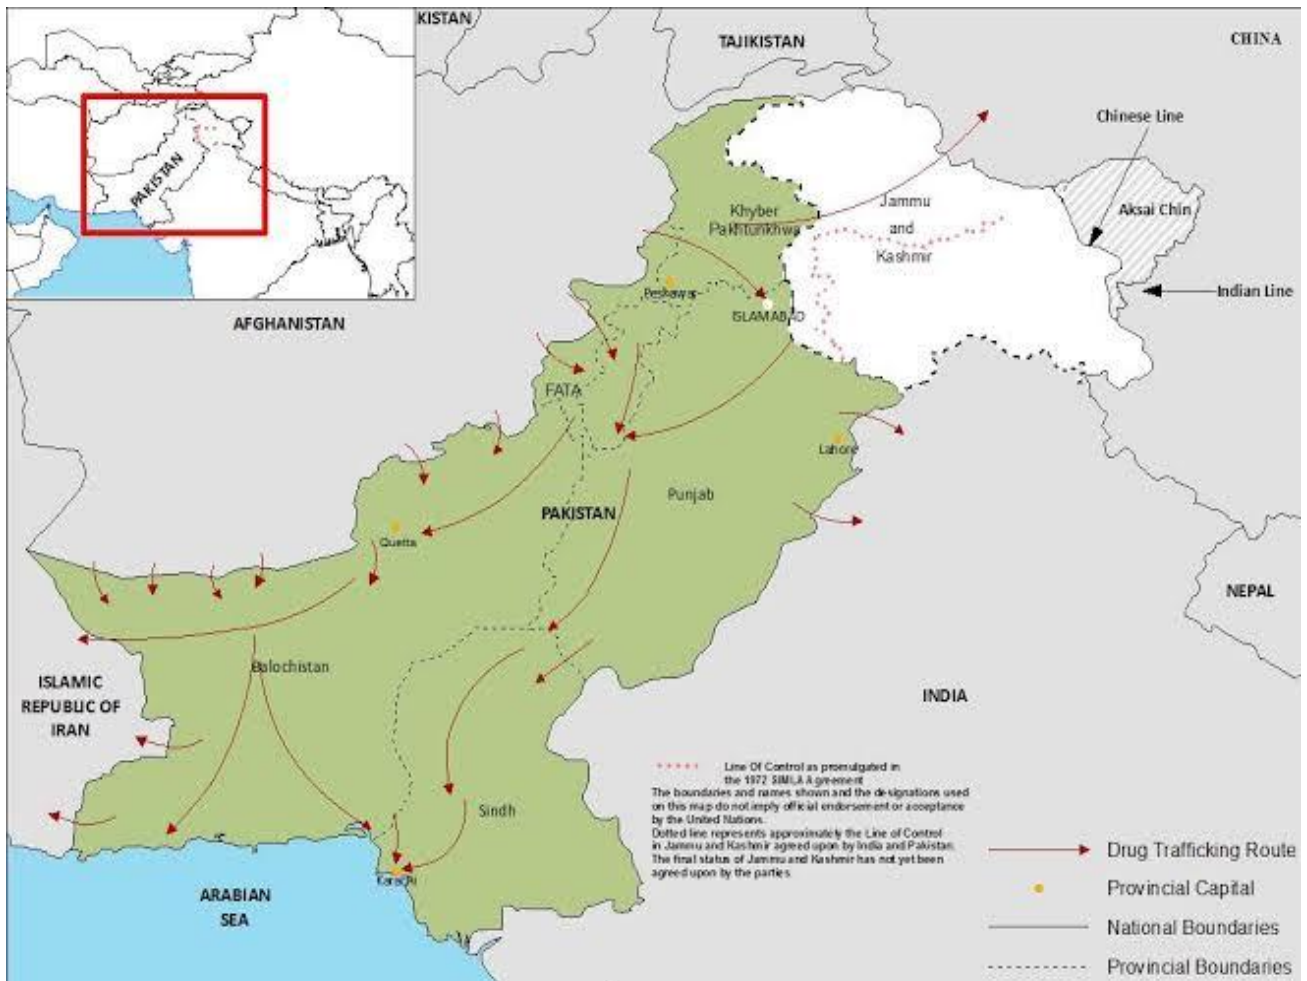 KISTAN
TAJIKISTAN
CHINA
Chinese Line
PAKISTAN
Aksai Chin
Jammu
and
Kashmir
Khyber
Pakhtunkhwa
Indian Line
Peshawar
ISLAMABAD
AFGHANISTAN
FATA
Lahore
Punjab
PAKISTAN
Quetta
NEPAL
Balochistan
ISLAMIC
REPUBLIC OF
IRAN
INDIA
Line Of Control as promulgated in
the 1972 SIMLA Agreement
The boundaries and names shown and the designations used
on this map do not imply official endorsement or acceptance
by the United Nations.
Dotted line represents approximately the Line of Control
in Jammu and Kashmir agreed upon by India and Pakistan.
The final status of Jammu and Kashmir has not yet been
agreed upon by the parties.
Sindh
Karachi
ARABIAN
SEA
Drug Trafficking Route
Provincial Capital
National Boundaries
Provincial Boundaries